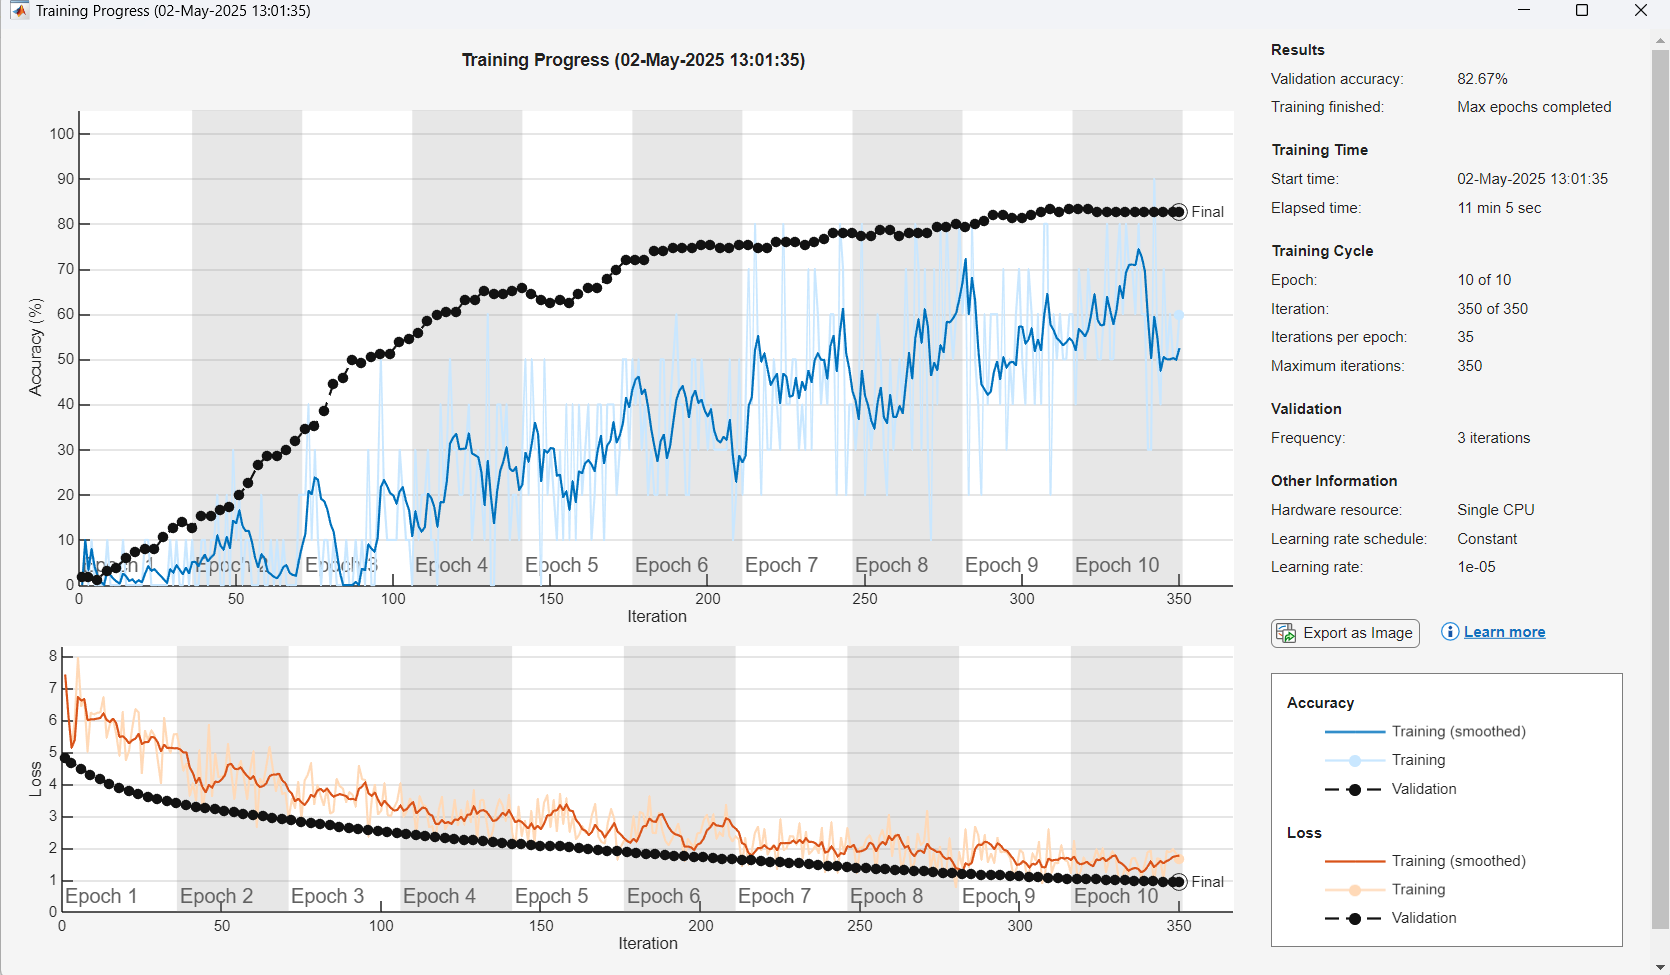 Training Progress (02-May-2025 13:01:35)
Training Progress (02-May-2025 13:01:35)
Accuracy (%)
100
90
80
70
60
50
40
30
20
10
0
Final
Epoch 1
Epoch 2
Epoch 3
Epoch 4
Epoch 5
Epoch 6
Epoch 7
Epoch 8
Epoch 9
Epoch 10
0
50
100
150
200
250
300
350
Iteration
Loss
8
7
6
5
4
3
2
1
0
Final
Epoch 1
Epoch 2
Epoch 3
Epoch 4
Epoch 5
Epoch 6
Epoch 7
Epoch 8
Epoch 9
Epoch 10
0
50
100
150
200
250
300
350
Iteration
Results
Validation accuracy: 82.67%
Training finished: Max epochs completed
Training Time
Start time: 02-May-2025 13:01:35
Elapsed time: 11 min 5 sec
Training Cycle
Epoch: 10 of 10
Iteration: 350 of 350
Iterations per epoch: 35
Maximum iterations: 350
Validation
Frequency: 3 iterations
Other Information
Hardware resource: Single CPU
Learning rate schedule: Constant
Learning rate: 1e-05
Export as Image
Learn more
Accuracy
Training (smoothed)
Training
Validation
Loss
Training (smoothed)
Training
Validation